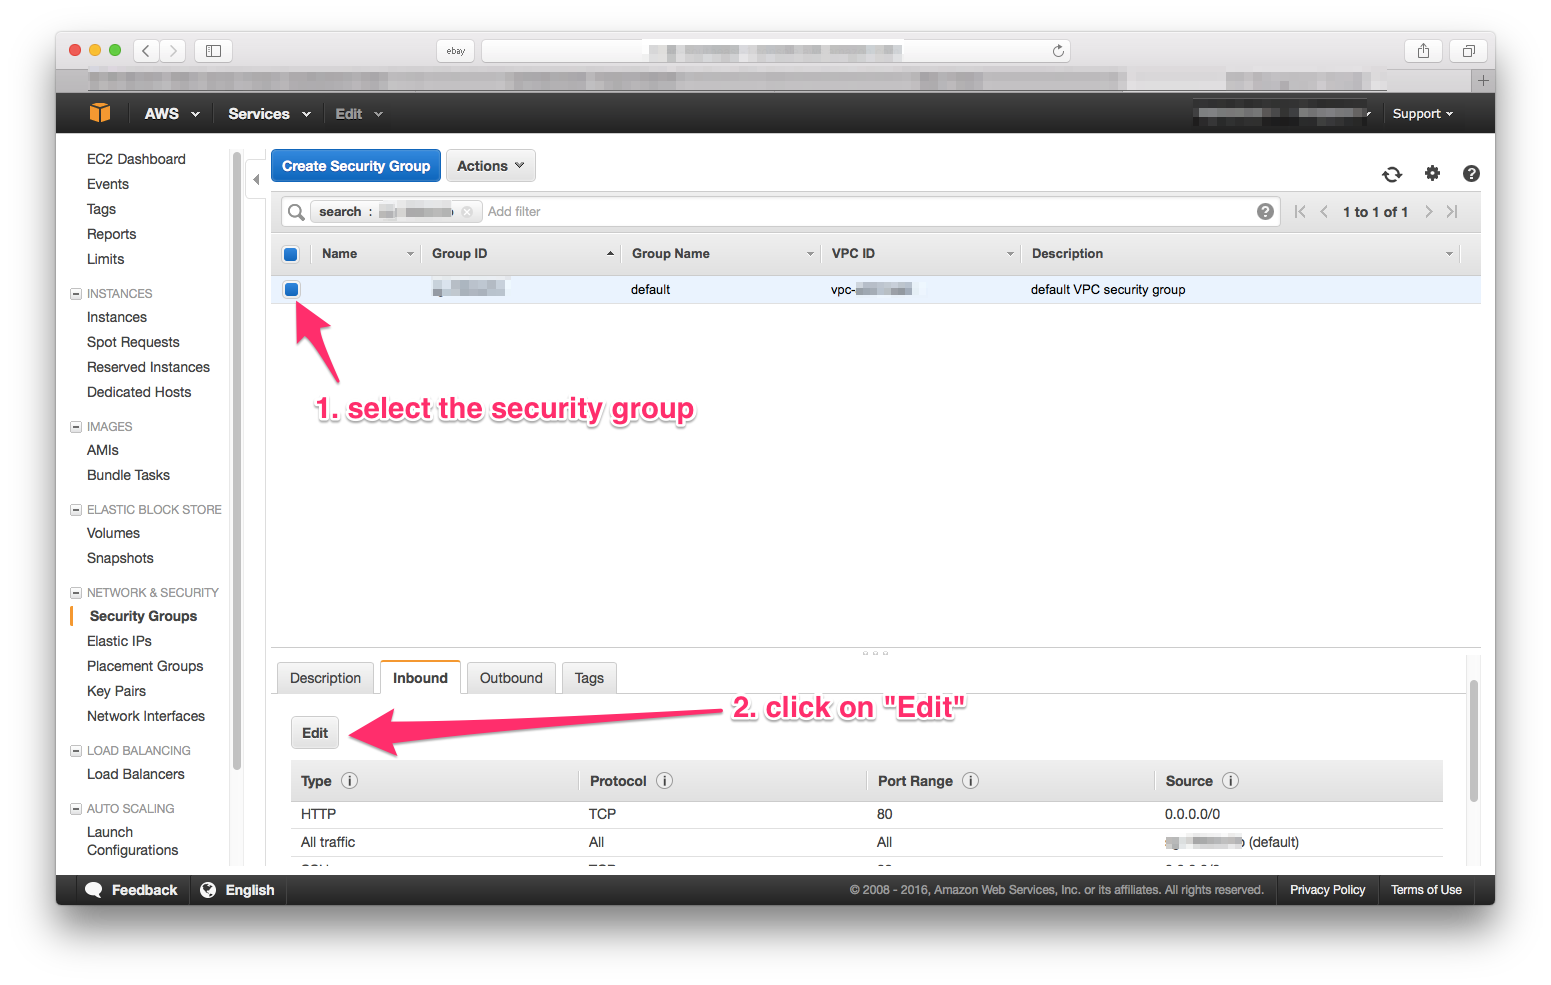 ebay
AWS Services Edit Support
EC2 Dashboard
Events
Tags
Reports
Limits
INSTANCES
Instances
Spot Requests
Reserved Instances
Dedicated Hosts
IMAGES
AMIs
Bundle Tasks
ELASTIC BLOCK STORE
Volumes
Snapshots
NETWORK & SECURITY
Security Groups
Elastic IPs
Placement Groups
Key Pairs
Network Interfaces
LOAD BALANCING
Load Balancers
AUTO SCALING
Launch
Configurations
Create Security Group Actions
search : Add filter 1 to 1 of 1
Name Group ID Group Name VPC ID Description
default vpc- default VPC security group
1. select the security group
Description Inbound Outbound Tags
2. click on "Edit"
Edit
Type Protocol Port Range Source
HTTP TCP 80 0.0.0.0/0
All traffic All All (default)
Feedback English © 2008 - 2016, Amazon Web Services, Inc. or its affiliates. All rights reserved. Privacy Policy Terms of Use